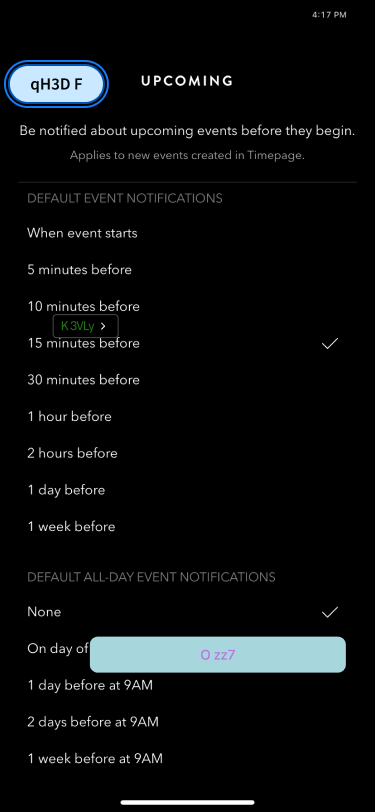 4:17 PM
qH3D F
UPCOMING
Be notified about upcoming events before they begin.
Applies to new events created in Timepage.
DEFAULT EVENT NOTIFICATIONS
When event starts
5 minutes before
10 minutes before
K3VLy
15 minutes before
30 minutes before
1 hour before
2 hours before
1 day before
1 week before
DEFAULT ALL-DAY EVENT NOTIFICATIONS
None
On day of
O zz7
1 day before at 9AM
2 days before at 9AM
1 week before at 9AM